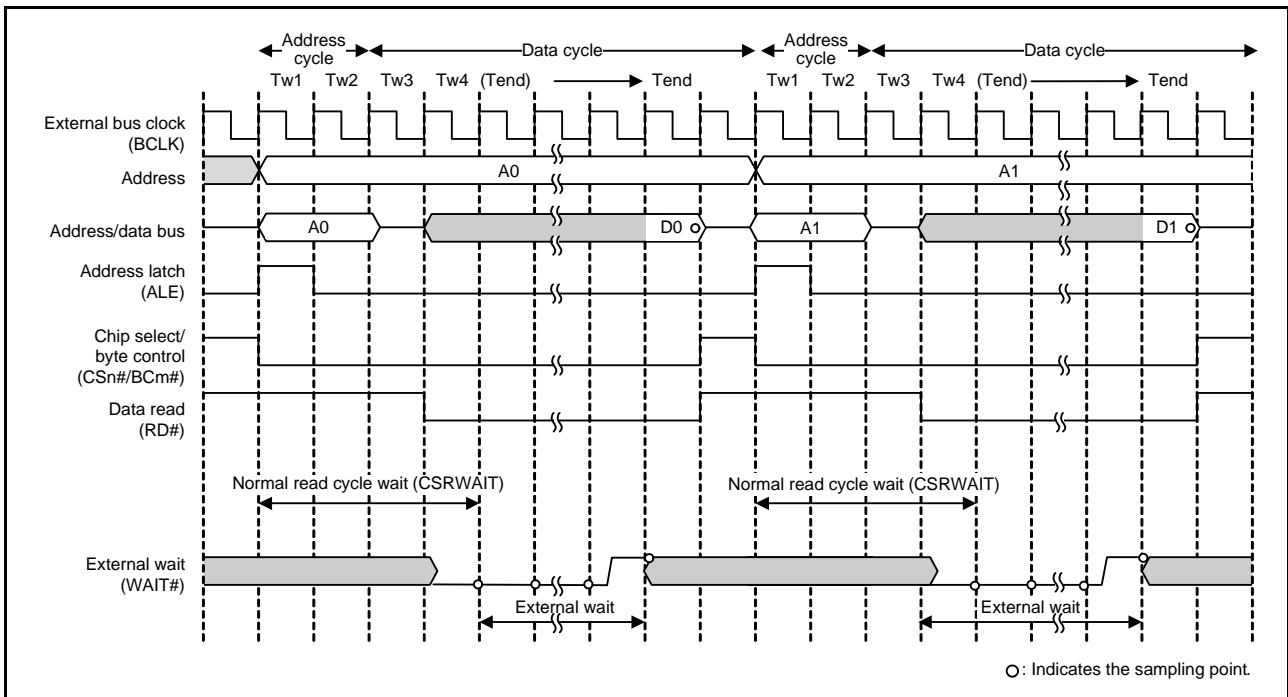 Address
cycle
Data cycle
Address
cycle
Data cycle
Tw1 Tw2 Tw3 Tw4 (Tend) Tend Tw1 Tw2 Tw3 Tw4 (Tend) Tend
External bus clock
(BCLK)
Address
A0
A1
Address/data bus
A0
D0
A1
D1
Address latch
(ALE)
Chip select/
byte control
(CSn#/BCm#)
Data read
(RD#)
Normal read cycle wait (CSRWAIT)
Normal read cycle wait (CSRWAIT)
External wait
(WAIT#)
External wait
External wait
: Indicates the sampling point.